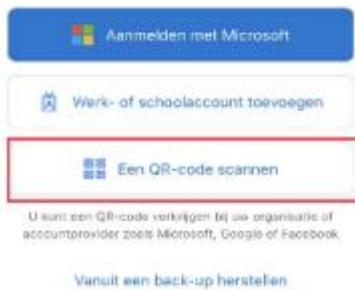 Aanmelden met Microsoft
Werk- of schoolaccount toevoegen
Een QR-code scannen
U kunt een QR-code verkrijgen bij uw organisatie of
accountprovider zoals Microsoft, Google of Facebook
Vanuit een back-up herstellen